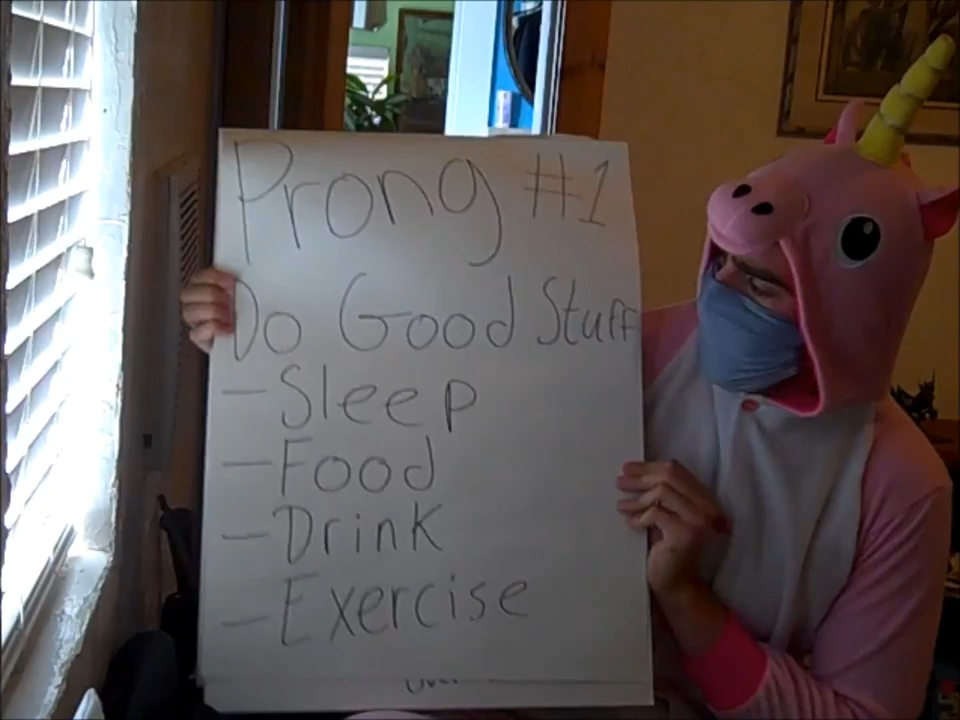 Prong #1
Do Good Stuff
- Sleep
- Food
- Drink
- Exercise